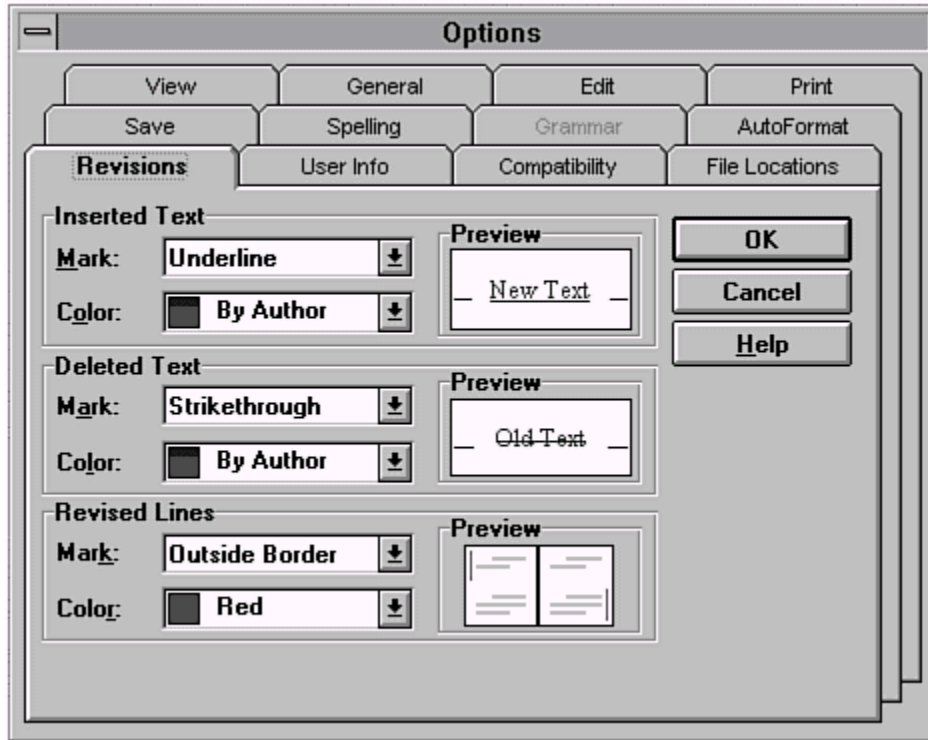 Options
View General Edit Print
Save Spelling Grammar AutoFormat
Revisions User Info Compatibility File Locations
Inserted Text
Mark: Underline
Color: By Author
Preview
New Text
OK
Cancel
Help
Deleted Text
Mark: Strikethrough
Color: By Author
Preview
Old Text
Revised Lines
Mark: Outside Border
Color: Red
Preview